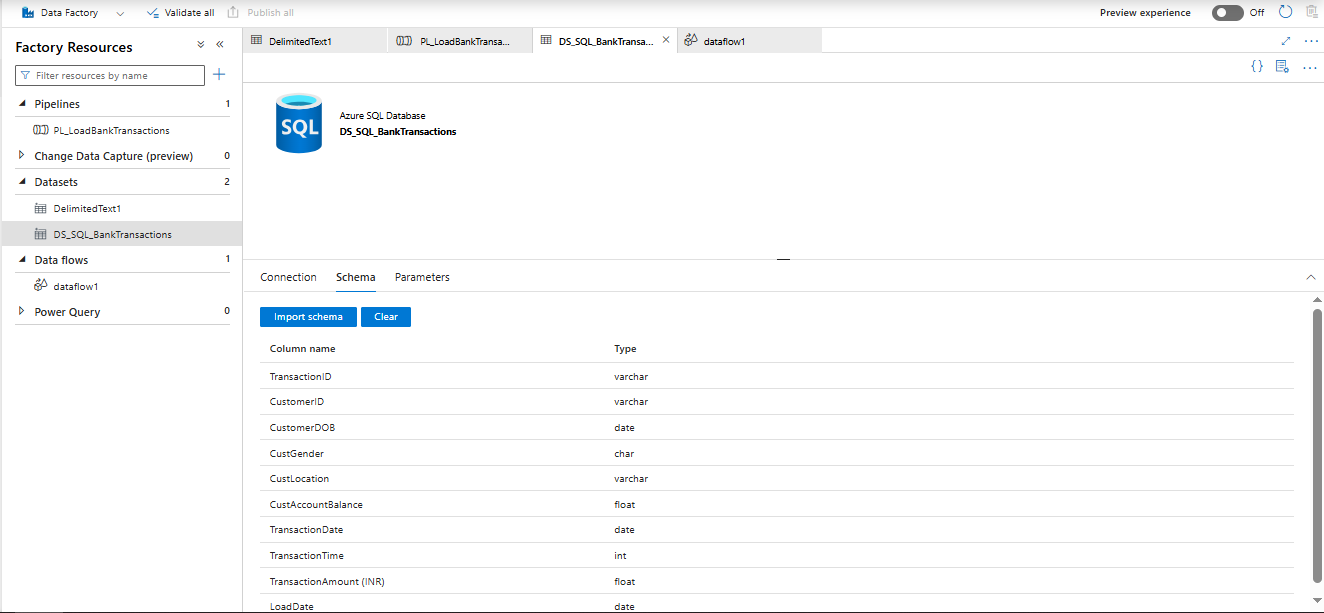 Data Factory Validate all Publish all Preview experience Off
Factory Resources
Filter resources by name
Pipelines 1
PL_LoadBankTransactions
Change Data Capture (preview) 0
Datasets 2
DelimitedText1
DS_SQL_BankTransactions
Data flows 1
dataflow1
Power Query 0
DelimitedText1 PL_LoadBankTransa... DS_SQL_BankTransa... dataflow1
SQL
Azure SQL Database
DS_SQL_BankTransactions
Connection Schema Parameters
Import schema Clear
Column name Type
TransactionID varchar
CustomerID varchar
CustomerDOB date
CustGender char
CustLocation varchar
CustAccountBalance float
TransactionDate date
TransactionTime int
TransactionAmount (INR) float
LoadDate date